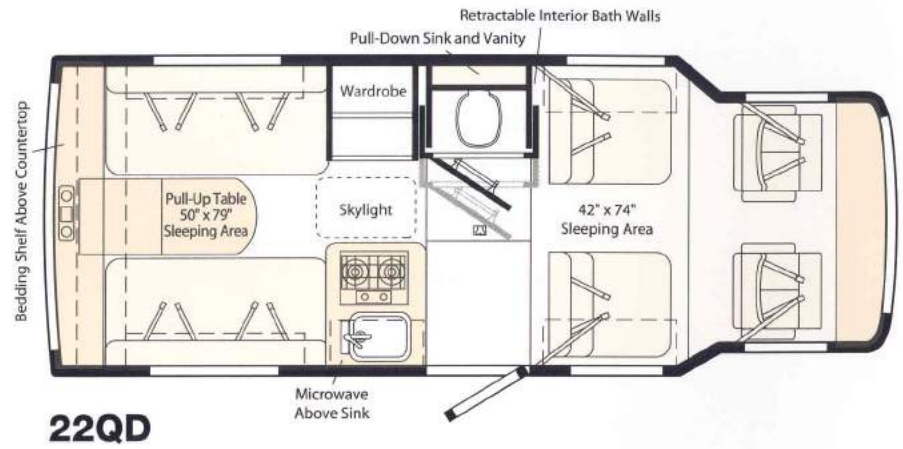 Retractable Interior Bath Walls
Pull-Down Sink and Vanity
Bedding Shelf Above Countertop
Wardrobe
Pull-Up Table
50" x 79"
Sleeping Area
Skylight
42" x 74"
Sleeping Area
Microwave
Above Sink
22QD